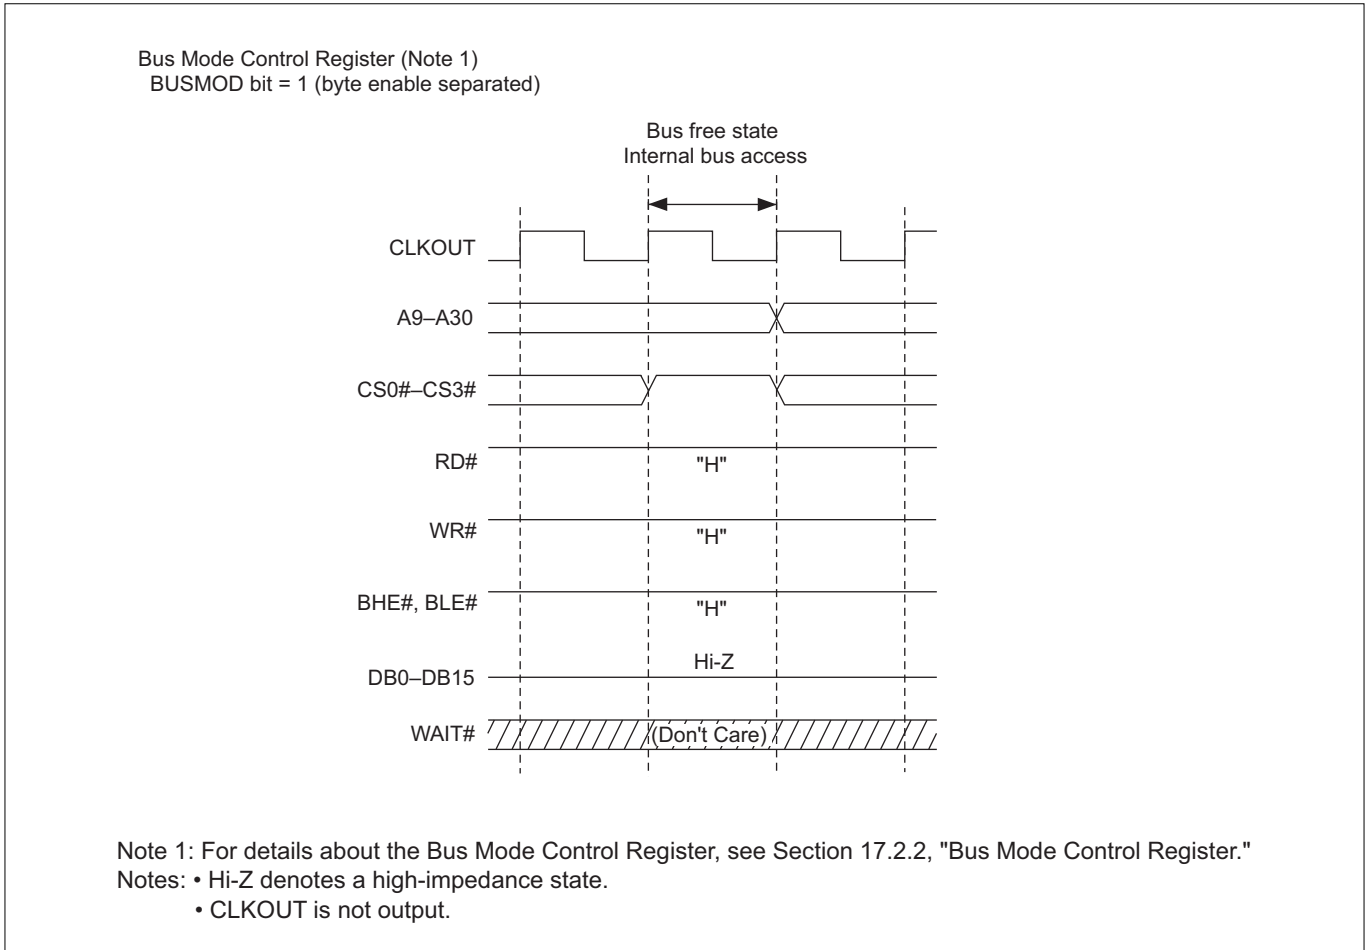 Bus Mode Control Register (Note 1)
BUSMOD bit = 1 (byte enable separated)
Bus free state
Internal bus access
CLKOUT
A9–A30
CS0#–CS3#
RD#
"H"
WR#
"H"
BHE#, BLE#
"H"
Hi-Z
DB0–DB15
WAIT#
(Don't Care)
Note 1: For details about the Bus Mode Control Register, see Section 17.2.2, "Bus Mode Control Register."
Notes: • Hi-Z denotes a high-impedance state.
• CLKOUT is not output.